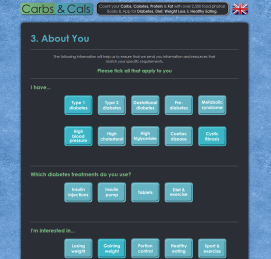 Carbs & Cals
Count your Carbs, Calories, Protein & Fat with over 2,500 food photos!
Books & App for Diabetes, Diet, Weight Loss & Healthy Eating.
3. About You
The following information will help us to ensure that we send you information and resources that
match your specific requirements.
Please tick all that apply to you
I have...
Type 1
diabetes
Type 2
diabetes
Gestational
diabetes
Pre-
diabetes
Metabolic
syndrome
High
blood
pressure
High
cholesterol
High
triglycerides
Coeliac
disease
Cystic
fibrosis
Which diabetes treatments do you use?
Insulin
injections
Insulin
pump
Tablets
Diet &
exercise
I'm interested in...
Losing
weight
Gaining
weight
Portion
control
Healthy
eating
Sport &
exercise